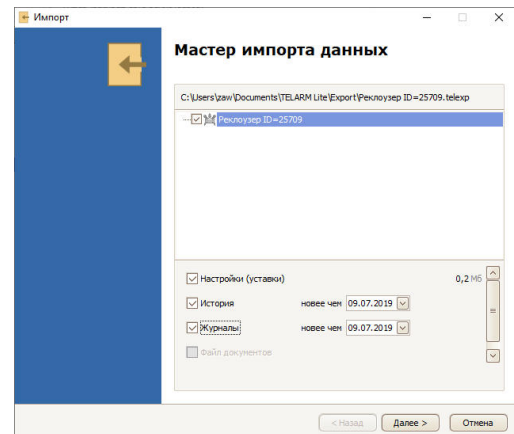 Импорт
Мастер импорта данных
C:\Users\zaw\Documents\TELARM Lite\Export\Реклоузер ID=25709.telexp
Реклоузер ID=25709
Настройки (уставки) 0,2 Мб
История новее чем 09.07.2019
Журналы новее чем 09.07.2019
Файл документов
< Назад Далее > Отмена